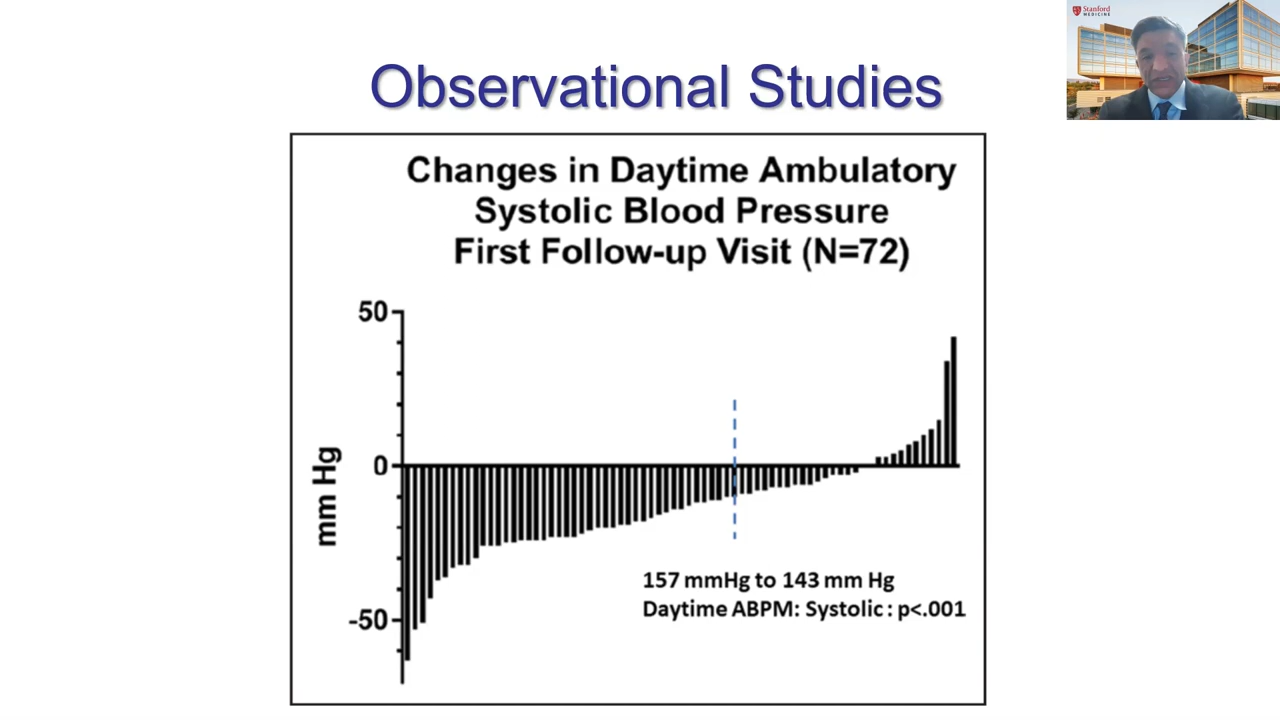 Observational Studies
Stanford
MEDICINE
Changes in Daytime Ambulatory
Systolic Blood Pressure
First Follow-up Visit (N=72)
50
0
-50
mm Hg
157 mmHg to 143 mm Hg
Daytime ABPM: Systolic : p<.001